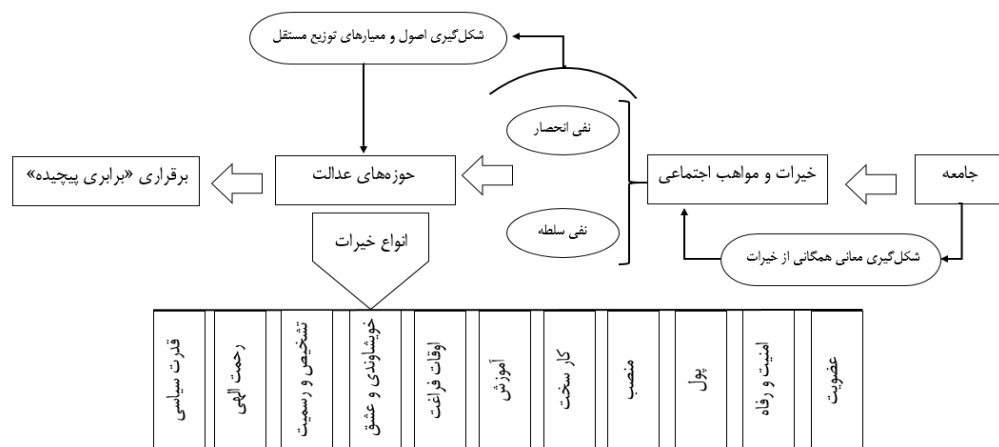 شکل‌گیری اصول و معیارهای توزیع مستقل
نفی انحصار
جامعه
خیرات و مواهب اجتماعی
حوزه‌های عدالت
برقراری «برابری پیچیده»
نفی سلطه
انواع خیرات
شکل‌گیری معانی همگانی از خیرات
عضویت
امنیت و رفاه
پول
منصب
کار سخت
آموزش
اوقات فراغت
خویشاوندی و عشق
تشخیص و رسمیت
رحمت الهی
قدرت سیاسی